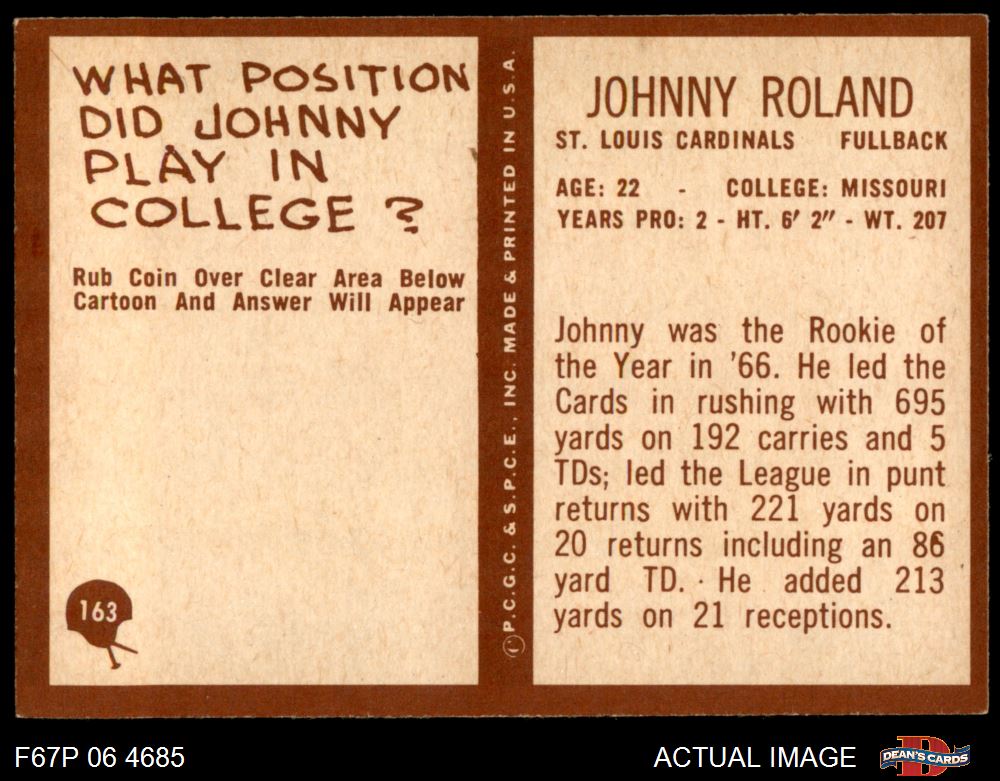 WHAT POSITION
DID JOHNNY
PLAY IN
COLLEGE ?
Rub Coin Over Clear Area Below
Cartoon And Answer Will Appear
163
© P.C.G.C. & S.P.C.E., INC. MADE & PRINTED IN U.S.A.
JOHNNY ROLAND
ST. LOUIS CARDINALS FULLBACK
AGE: 22 - COLLEGE: MISSOURI
YEARS PRO: 2 - HT. 6' 2" - WT. 207
Johnny was the Rookie of
the Year in '66. He led the
Cards in rushing with 695
yards on 192 carries and 5
TDs; led the League in punt
returns with 221 yards on
20 returns including an 86
yard TD. · He added 213
yards on 21 receptions.
F67P 06 4685
ACTUAL IMAGE
D
DEAN'S CARDS